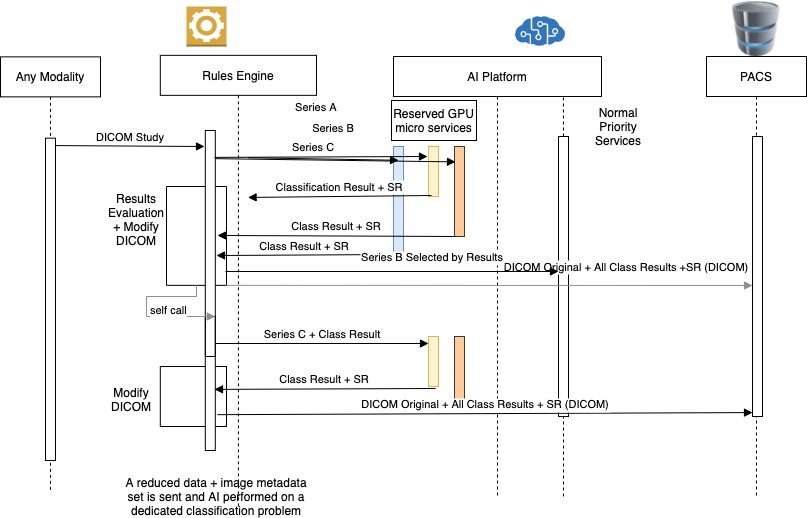 Any Modality
Rules Engine
AI Platform
PACS
Series A
Series B
Series C
Reserved GPU
micro services
Normal
Priority
Services
DICOM Study
Classification Result + SR
Results
Evaluation
+ Modify
DICOM
Class Result + SR
Class Result + SR
Series B Selected by Results
DICOM Original + All Class Results +SR (DICOM)
self call
Series C + Class Result
Class Result + SR
Modify
DICOM
DICOM Original + All Class Results + SR (DICOM)
A reduced data + image metadata
set is sent and AI performed on a
dedicated classification problem